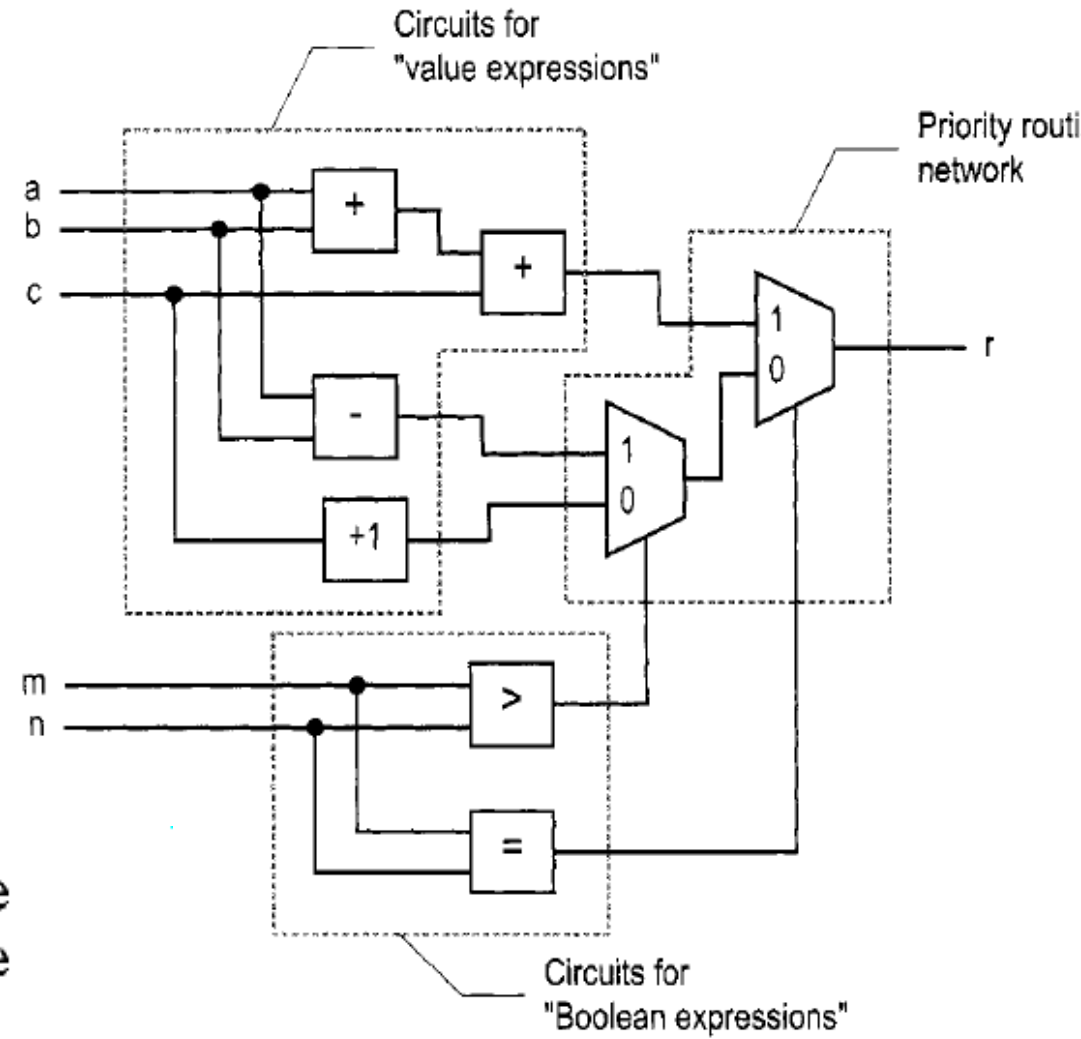 Circuits for
"value expressions"
Priority routi
network
a
b
c
+
+
-
+1
1
0
1
0
r
m
n
>
=
e
e
Circuits for
"Boolean expressions"